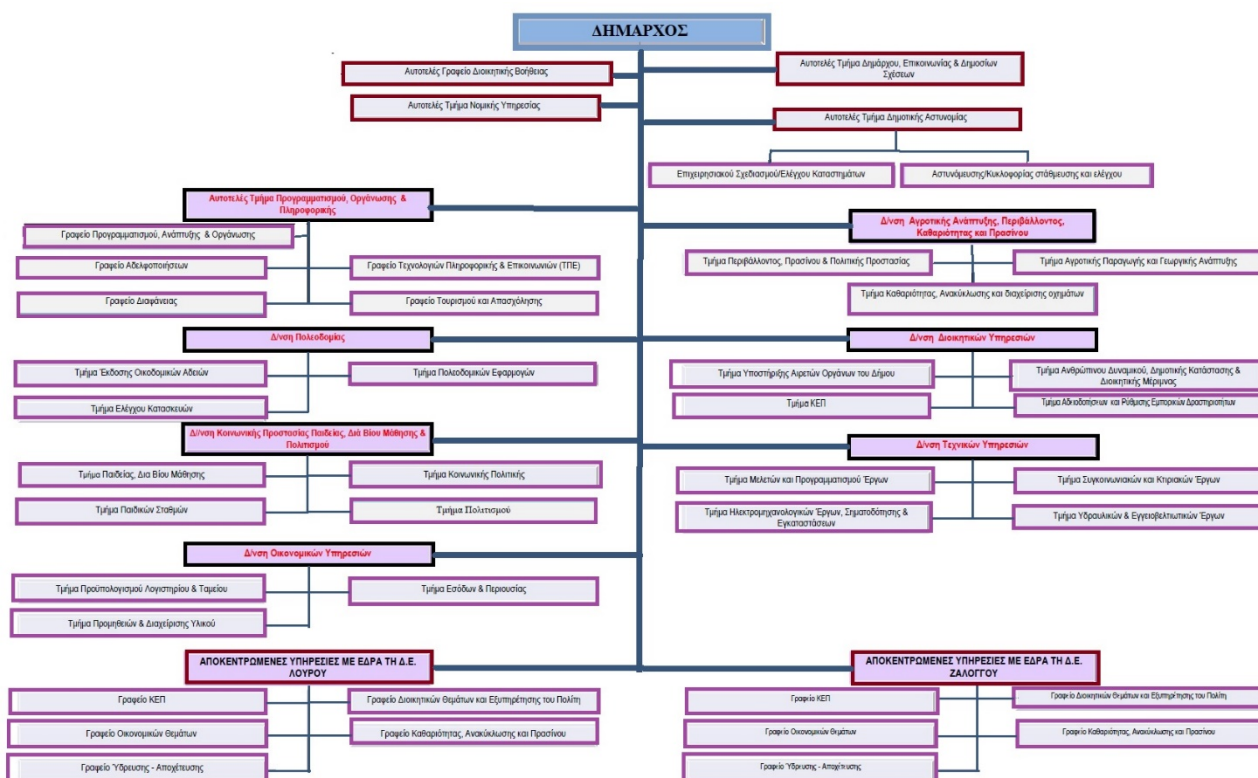 ΔΗΜΑΡΧΟΣ
Αυτοτελές Γραφείο Διοικητικής Βοήθειας
Αυτοτελές Τμήμα Δημάρχου, Επικοινωνίας & Δημοσίων
Σχέσεων
Αυτοτελές Τμήμα Νομικής Υπηρεσίας
Αυτοτελές Τμήμα Δημοτικής Αστυνομίας
Επιχειρησιακού Σχεδιασμού/Ελέγχου Καταστημάτων
Αστυνόμευσης/Κυκλοφορίας στάθμευσης και ελέγχου
Αυτοτελές Τμήμα Προγραμματισμού, Οργάνωσης &
Πληροφορικής
Γραφείο Προγραμματισμού, Ανάπτυξης & Οργάνωσης
Γραφείο Αδελφοποιήσεων
Γραφείο Τεχνολογιών Πληροφορικής & Επικοινωνιών (ΤΠΕ)
Γραφείο Διαφάνειας
Γραφείο Τουρισμού και Απασχόλησης
Δ/νση Αγροτικής Ανάπτυξης, Περιβάλλοντος,
Καθαριότητας και Πρασίνου
Τμήμα Περιβάλλοντος, Πρασίνου & Πολιτικής Προστασίας
Τμήμα Αγροτικής Παραγωγής και Γεωργικής Ανάπτυξης
Τμήμα Καθαριότητας, Ανακύκλωσης και διαχείρισης οχημάτων
Δ/νση Πολεοδομίας
Τμήμα Έκδοσης Οικοδομικών Αδειών
Τμήμα Πολεοδομικών Εφαρμογών
Τμήμα Ελέγχου Κατασκευών
Δ/νση Διοικητικών Υπηρεσιών
Τμήμα Υποστήριξης Αιρετών Οργάνων του Δήμου
Τμήμα Ανθρώπινου Δυναμικού, Δημοτικής Κατάστασης &
Διοικητικής Μέριμνας
Τμήμα ΚΕΠ
Τμήμα Αδειοδοτήσεων και Ρύθμισης Εμπορικών Δραστηριοτήτων
Δ//νση Κοινωνικής Προστασίας Παιδείας, Διά Βίου Μάθησης &
Πολιτισμού
Τμήμα Παιδείας, Δια Βίου Μάθησης
Τμήμα Κοινωνικής Πολιτικής
Τμήμα Παιδικών Σταθμών
Τμήμα Πολιτισμού
Δ/νση Τεχνικών Υπηρεσιών
Τμήμα Μελετών και Προγραμματισμού Έργων
Τμήμα Συγκοινωνιακών και Κτιριακών Έργων
Τμήμα Ηλεκτρομηχανολογικών Έργων, Σηματοδότησης &
Εγκαταστάσεων
Τμήμα Υδραυλικών & Εγγειοβελτιωτικών Έργων
Δ/νση Οικονομικών Υπηρεσιών
Τμήμα Προϋπολογισμού Λογιστηρίου & Ταμείου
Τμήμα Εσόδων & Περιουσίας
Τμήμα Προμηθειών & Διαχείρισης Υλικού
ΑΠΟΚΕΝΤΡΩΜΕΝΕΣ ΥΠΗΡΕΣΙΕΣ ΜΕ ΕΔΡΑ ΤΗ Δ.Ε.
ΛΟΥΡΟΥ
Γραφείο ΚΕΠ
Γραφείο Διοικητικών Θεμάτων και Εξυπηρέτησης του Πολίτη
Γραφείο Οικονομικών Θεμάτων
Γραφείο Καθαριότητας, Ανακύκλωσης και Πρασίνου
Γραφείο Ύδρευσης - Αποχέτευσης
ΑΠΟΚΕΝΤΡΩΜΕΝΕΣ ΥΠΗΡΕΣΙΕΣ ΜΕ ΕΔΡΑ ΤΗ Δ.Ε.
ΖΑΛΟΓΓΟΥ
Γραφείο ΚΕΠ
Γραφείο Διοικητικών Θεμάτων και Εξυπηρέτησης του Πολίτη
Γραφείο Οικονομικών Θεμάτων
Γραφείο Καθαριότητας, Ανακύκλωσης και Πρασίνου
Γραφείο Ύδρευσης - Αποχέτευσης